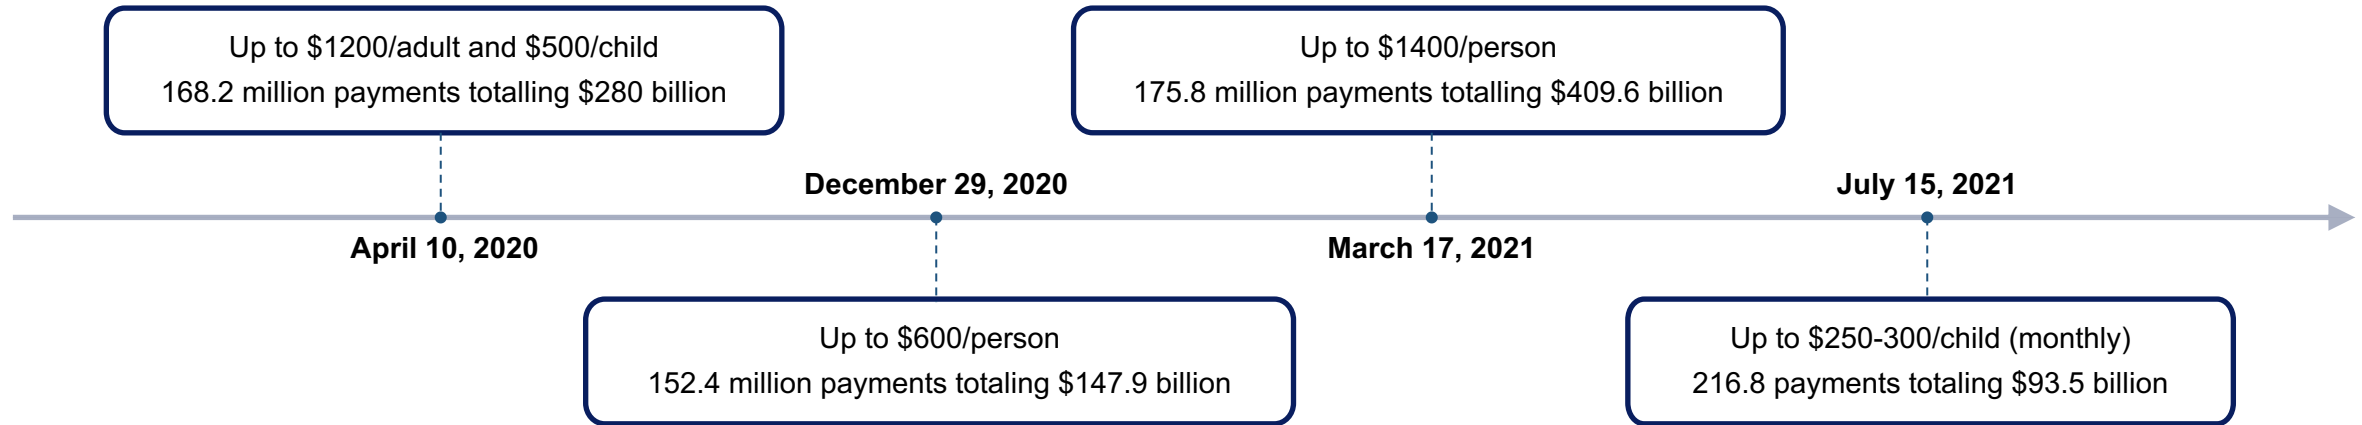 Up to $1200/adult and $500/child
168.2 million payments totalling $280 billion
April 10, 2020
December 29, 2020
Up to $600/person
152.4 million payments totaling $147.9 billion
Up to $1400/person
175.8 million payments totalling $409.6 billion
March 17, 2021
July 15, 2021
Up to $250-300/child (monthly)
216.8 payments totaling $93.5 billion